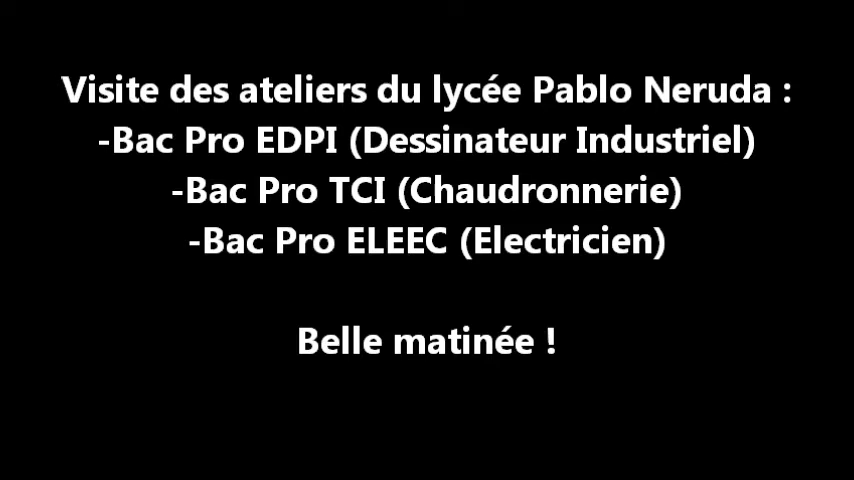 Visite des ateliers du lycée Pablo Neruda :
-Bac Pro EDPI (Dessinateur Industriel)
-Bac Pro TCI (Chaudronnerie)
-Bac Pro ELEEC (Electricien)
Belle matinée !